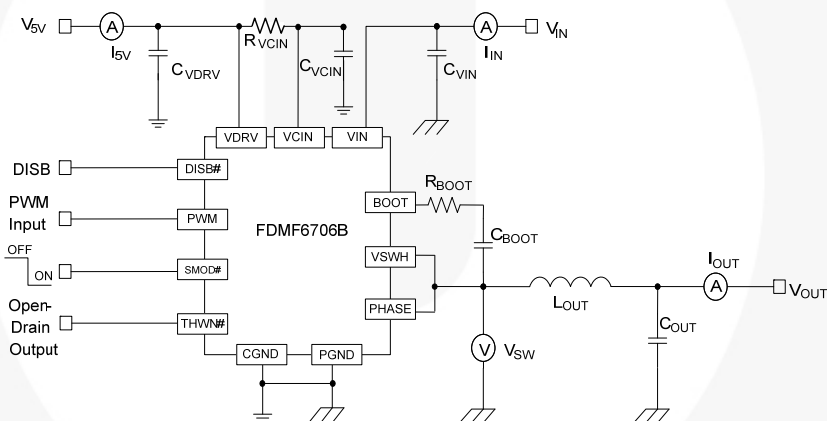 V5V
A
I5V
RVCIN
CVDRV
CVCIN
CVIN
A
IIN
VIN
VDRV
VCIN
VIN
DISB
DISB#
PWM
Input
PWM
FDMF6706B
BOOT
RBOOT
CBOOT
OFF
ON
SMOD#
VSWH
Open-
Drain
Output
THWN#
PHASE
LOUT
IOUT
A
VOUT
COUT
CGND
PGND
V
VSW